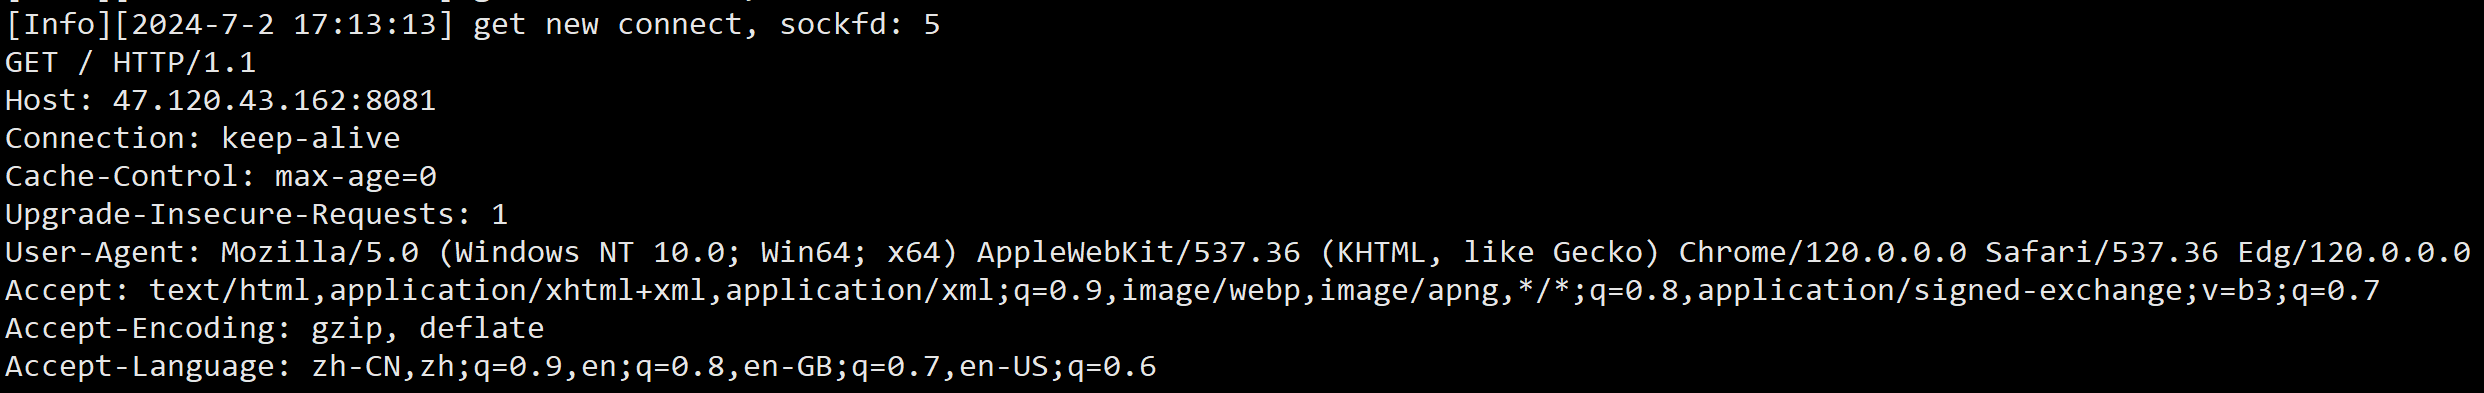 [Info][2024-7-2 17:13:13] get new connect, sockfd: 5
GET / HTTP/1.1
Host: 47.120.43.162:8081
Connection: keep-alive
Cache-Control: max-age=0
Upgrade-Insecure-Requests: 1
User-Agent: Mozilla/5.0 (Windows NT 10.0; Win64; x64) AppleWebKit/537.36 (KHTML, like Gecko) Chrome/120.0.0.0 Safari/537.36 Edg/120.0.0.0
Accept: text/html,application/xhtml+xml,application/xml;q=0.9,image/webp,image/apng,*/*;q=0.8,application/signed-exchange;v=b3;q=0.7
Accept-Encoding: gzip, deflate
Accept-Language: zh-CN,zh;q=0.9,en;q=0.8,en-GB;q=0.7,en-US;q=0.6